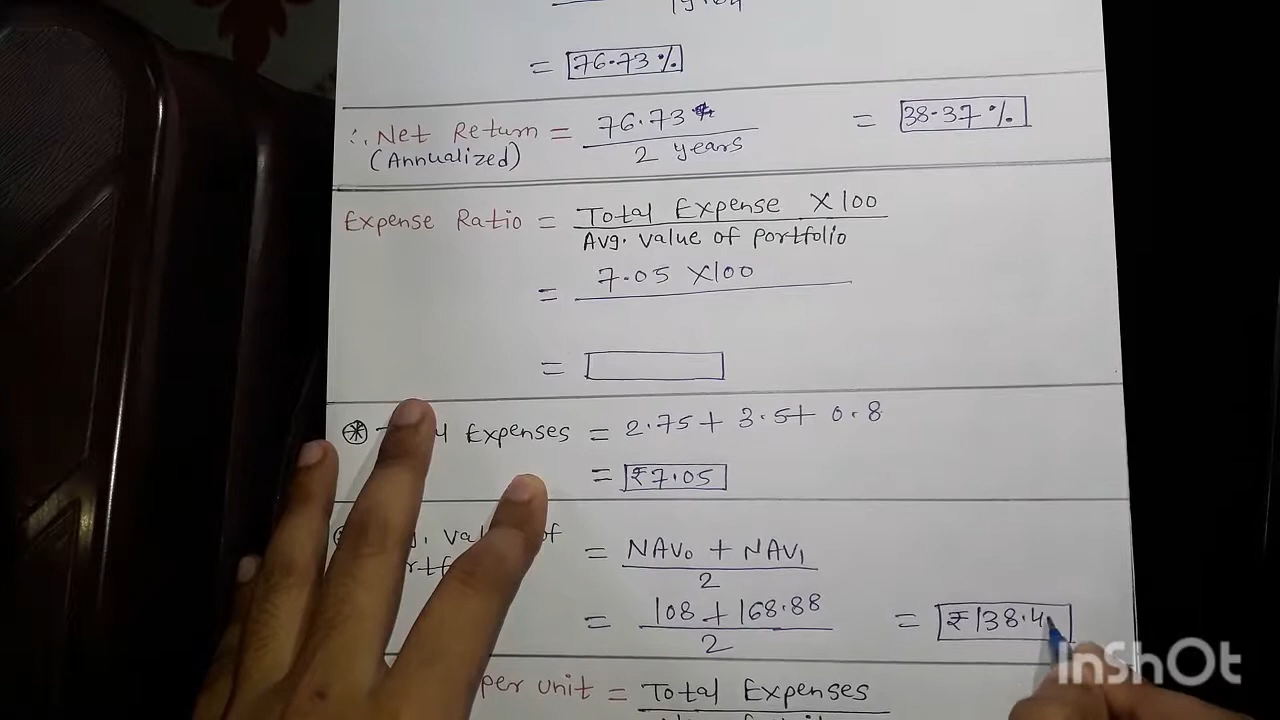 = 76.73%
∴ Net Return = 76.73 / 2 years = 38.37%
(Annualized)
Expense Ratio = Total Expense X100 / Avg. value of portfolio
= 7.05 X100
=
Expenses = 2.75 + 3.5 + 0.8
= ₹7.05
of = NAV₀ + NAV₁ / 2
= 108 + 168.88 / 2 = ₹138.4
per unit = Total Expenses
InShOt